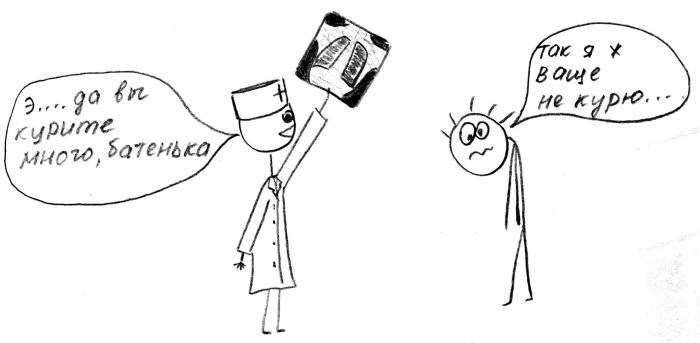 э.... да вы
курите
много, батенька
так я ж
ваще
не курю...